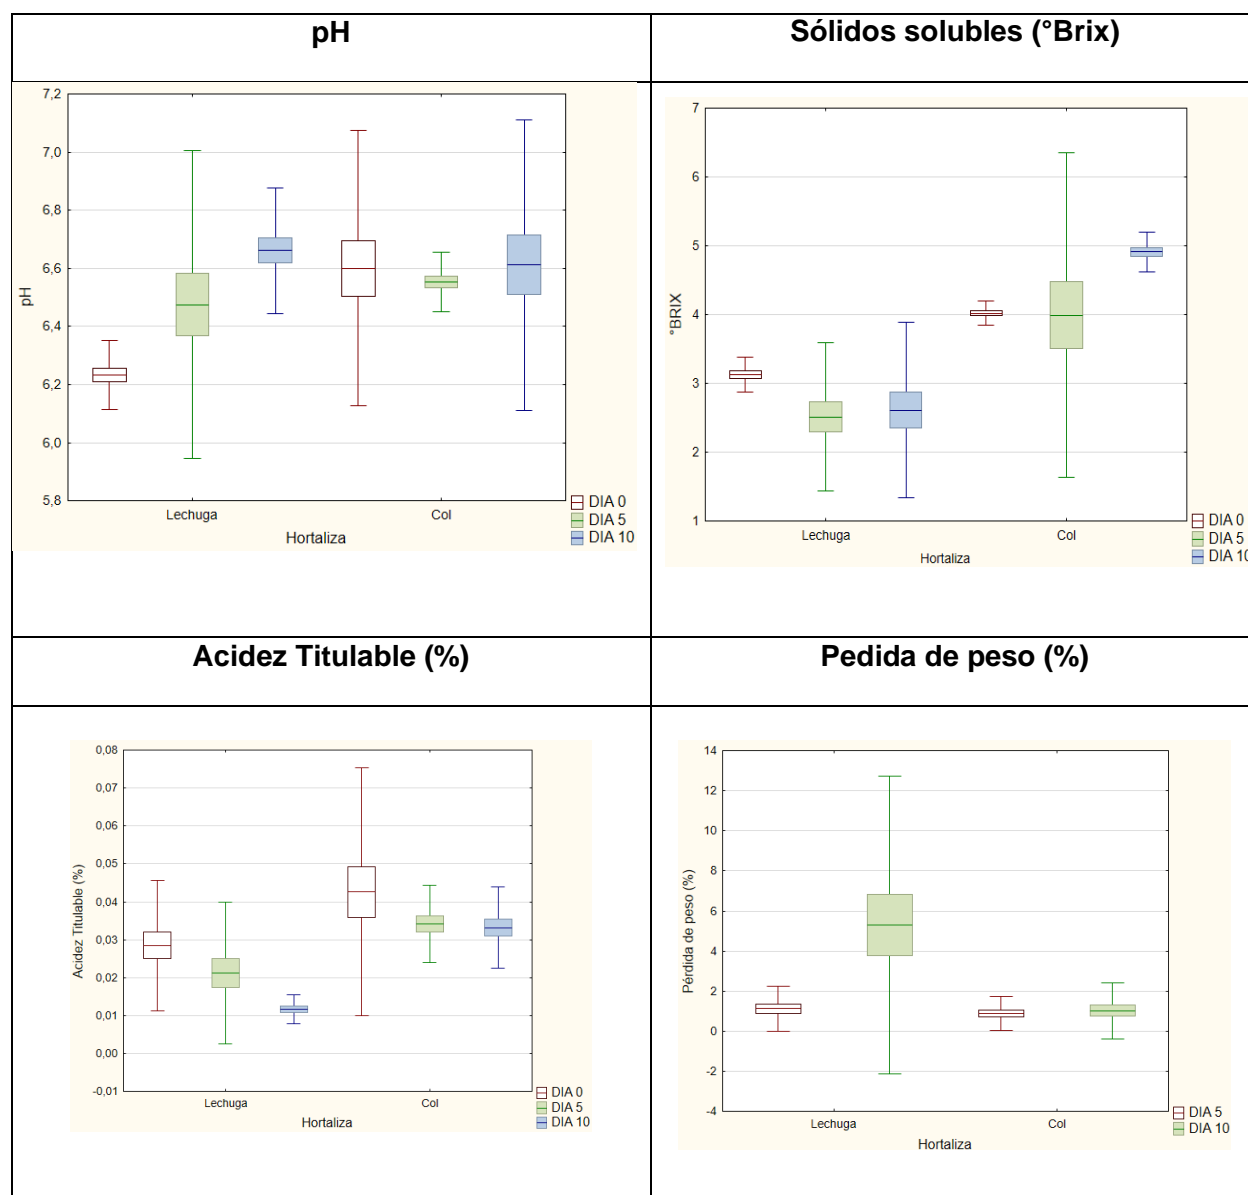 pH
Sólidos solubles (°Brix)
7,2
7,0
6,8
6,6
6,4
6,2
6,0
5,8
pH
Lechuga
Col
Hortaliza
DIA 0
DIA 5
DIA 10
7
6
5
4
3
2
1
°BRIX
Lechuga
Col
Hortaliza
DIA 0
DIA 5
DIA 10
Acidez Titulable (%)
Pedida de peso (%)
0,08
0,07
0,06
0,05
0,04
0,03
0,02
0,01
0,00
-0,01
Acidez Titulable (%)
Lechuga
Col
Hortaliza
DIA 0
DIA 5
DIA 10
14
12
10
8
6
4
2
0
-2
-4
Pérdida de peso (%)
Lechuga
Col
Hortaliza
DIA 5
DIA 10